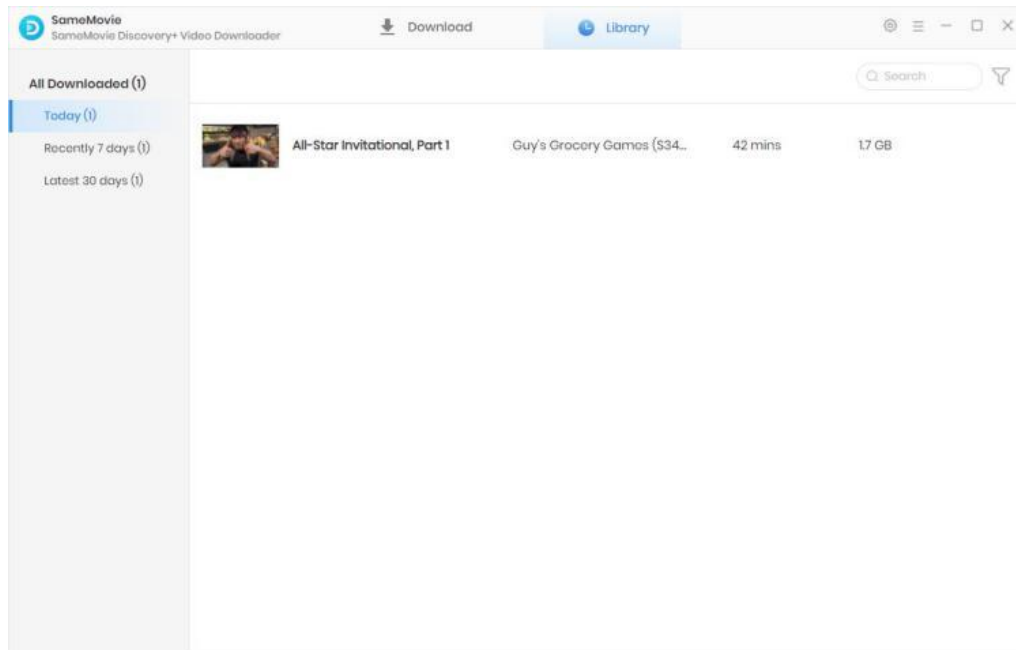 SameMovie
SameMovie Discovery+ Video Downloader
Download
Library
All Downloaded (1)
Search
Today (1)
Recently 7 days (1)
Latest 30 days (1)
All-Star Invitational, Part 1
Guy's Grocery Games (S34...
42 mins
1.7 GB